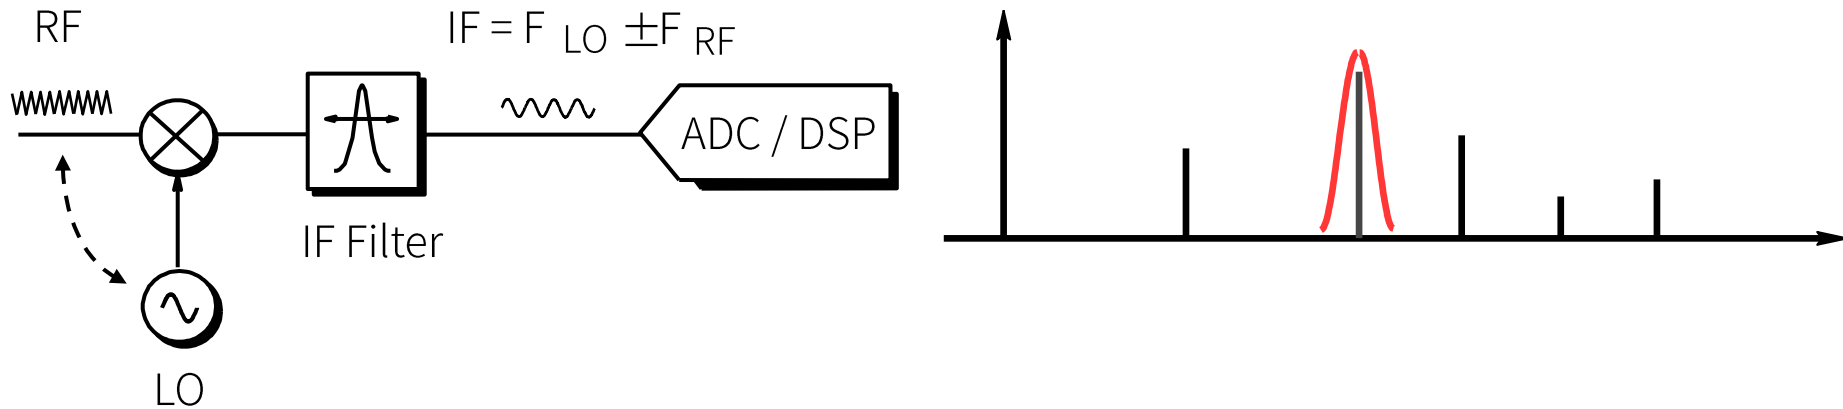 RF
IF = F LO ±F RF
ADC / DSP
IF Filter
LO